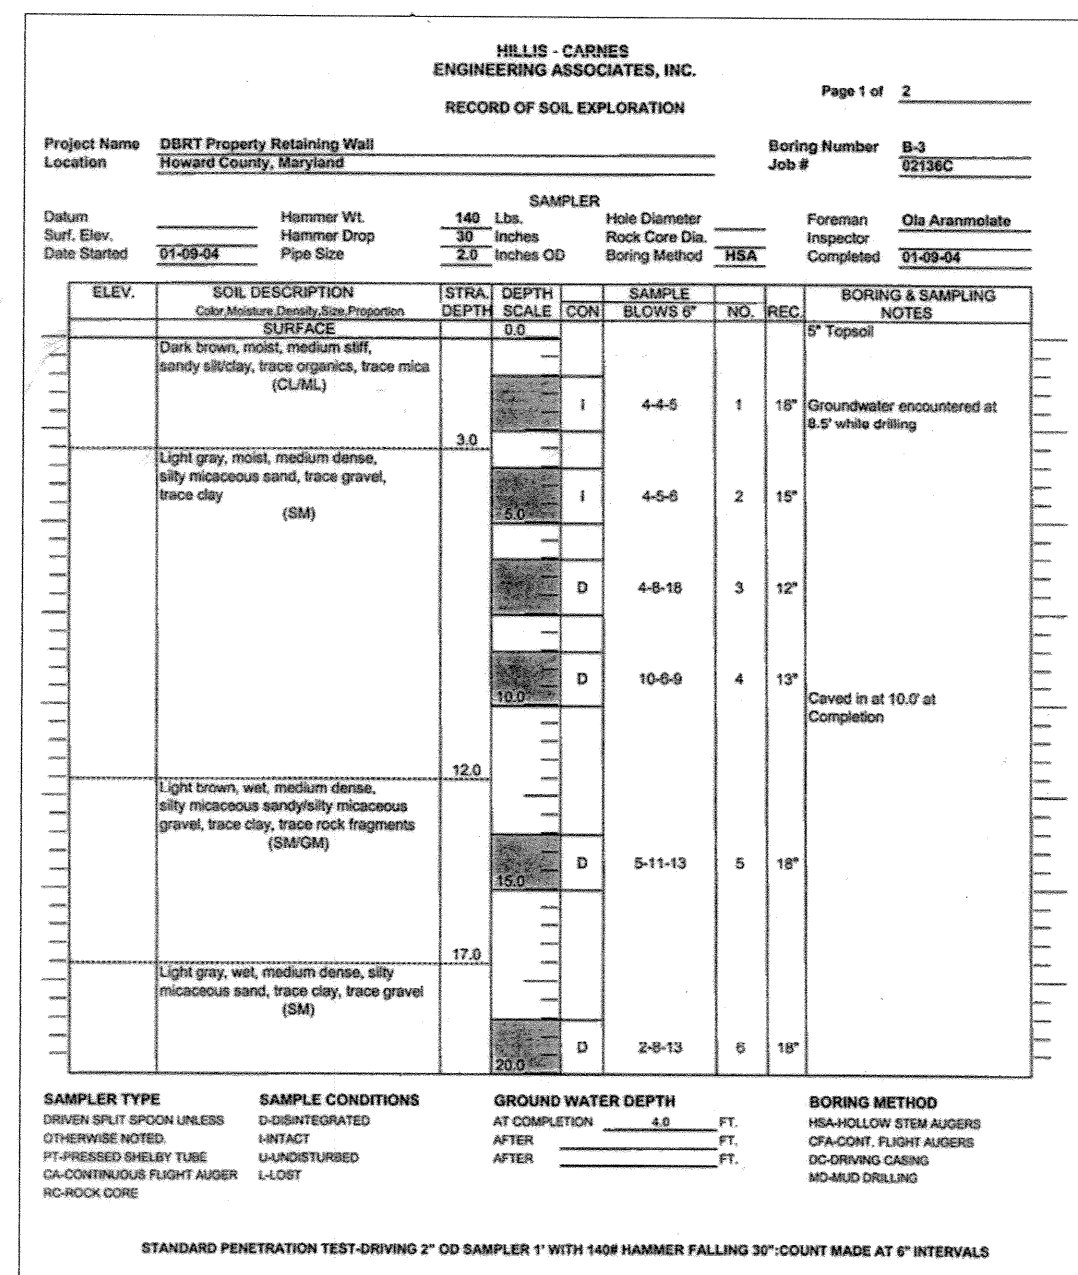 HILLIS - CARNES
ENGINEERING ASSOCIATES, INC.
Page 1 of 2
RECORD OF SOIL EXPLORATION
Project Name DBRT Property Retaining Wall Boring Number B-3
Location Howard County, Maryland Job # 02136C
SAMPLER
Datum Hammer Wt. 140 Lbs. Hole Diameter Foreman Ola Aranmolate
Surf. Elev. Hammer Drop 30 Inches Rock Core Dia. Inspector
Date Started 01-09-04 Pipe Size 2.0 Inches OD Boring Method HSA Completed 01-09-04
ELEV. SOIL DESCRIPTION STRA. DEPTH SAMPLE BORING & SAMPLING
Color,Moisture,Density,Size,Proportion DEPTH SCALE CON BLOWS 6" NO. REC. NOTES
SURFACE 0.0 5" Topsoil
Dark brown, moist, medium stiff,
sandy silt/clay, trace organics, trace mica
(CL/ML)
I 4-4-5 1 16" Groundwater encountered at
8.5' while drilling
3.0
Light gray, moist, medium dense,
silty micaceous sand, trace gravel,
trace clay I 4-5-6 2 15"
(SM) 5.0
D 4-8-18 3 12"
D 10-6-9 4 13"
10.0 Caved in at 10.0' at
Completion
12.0
Light brown, wet, medium dense,
silty micaceous sandy/silty micaceous
gravel, trace clay, trace rock fragments
(SM/GM)
D 5-11-13 5 18"
15.0
17.0
Light gray, wet, medium dense, silty
micaceous sand, trace clay, trace gravel
(SM)
D 2-8-13 6 18"
20.0
SAMPLER TYPE SAMPLE CONDITIONS GROUND WATER DEPTH BORING METHOD
DRIVEN SPLIT SPOON UNLESS D-DISINTEGRATED AT COMPLETION 4.0 FT. HSA-HOLLOW STEM AUGERS
OTHERWISE NOTED. I-INTACT AFTER FT. CFA-CONT. FLIGHT AUGERS
PT-PRESSED SHELBY TUBE U-UNDISTURBED AFTER FT. DC-DRIVING CASING
CA-CONTINUOUS FLIGHT AUGER L-LOST MD-MUD DRILLING
RC-ROCK CORE
STANDARD PENETRATION TEST-DRIVING 2" OD SAMPLER 1' WITH 140# HAMMER FALLING 30":COUNT MADE AT 6" INTERVALS